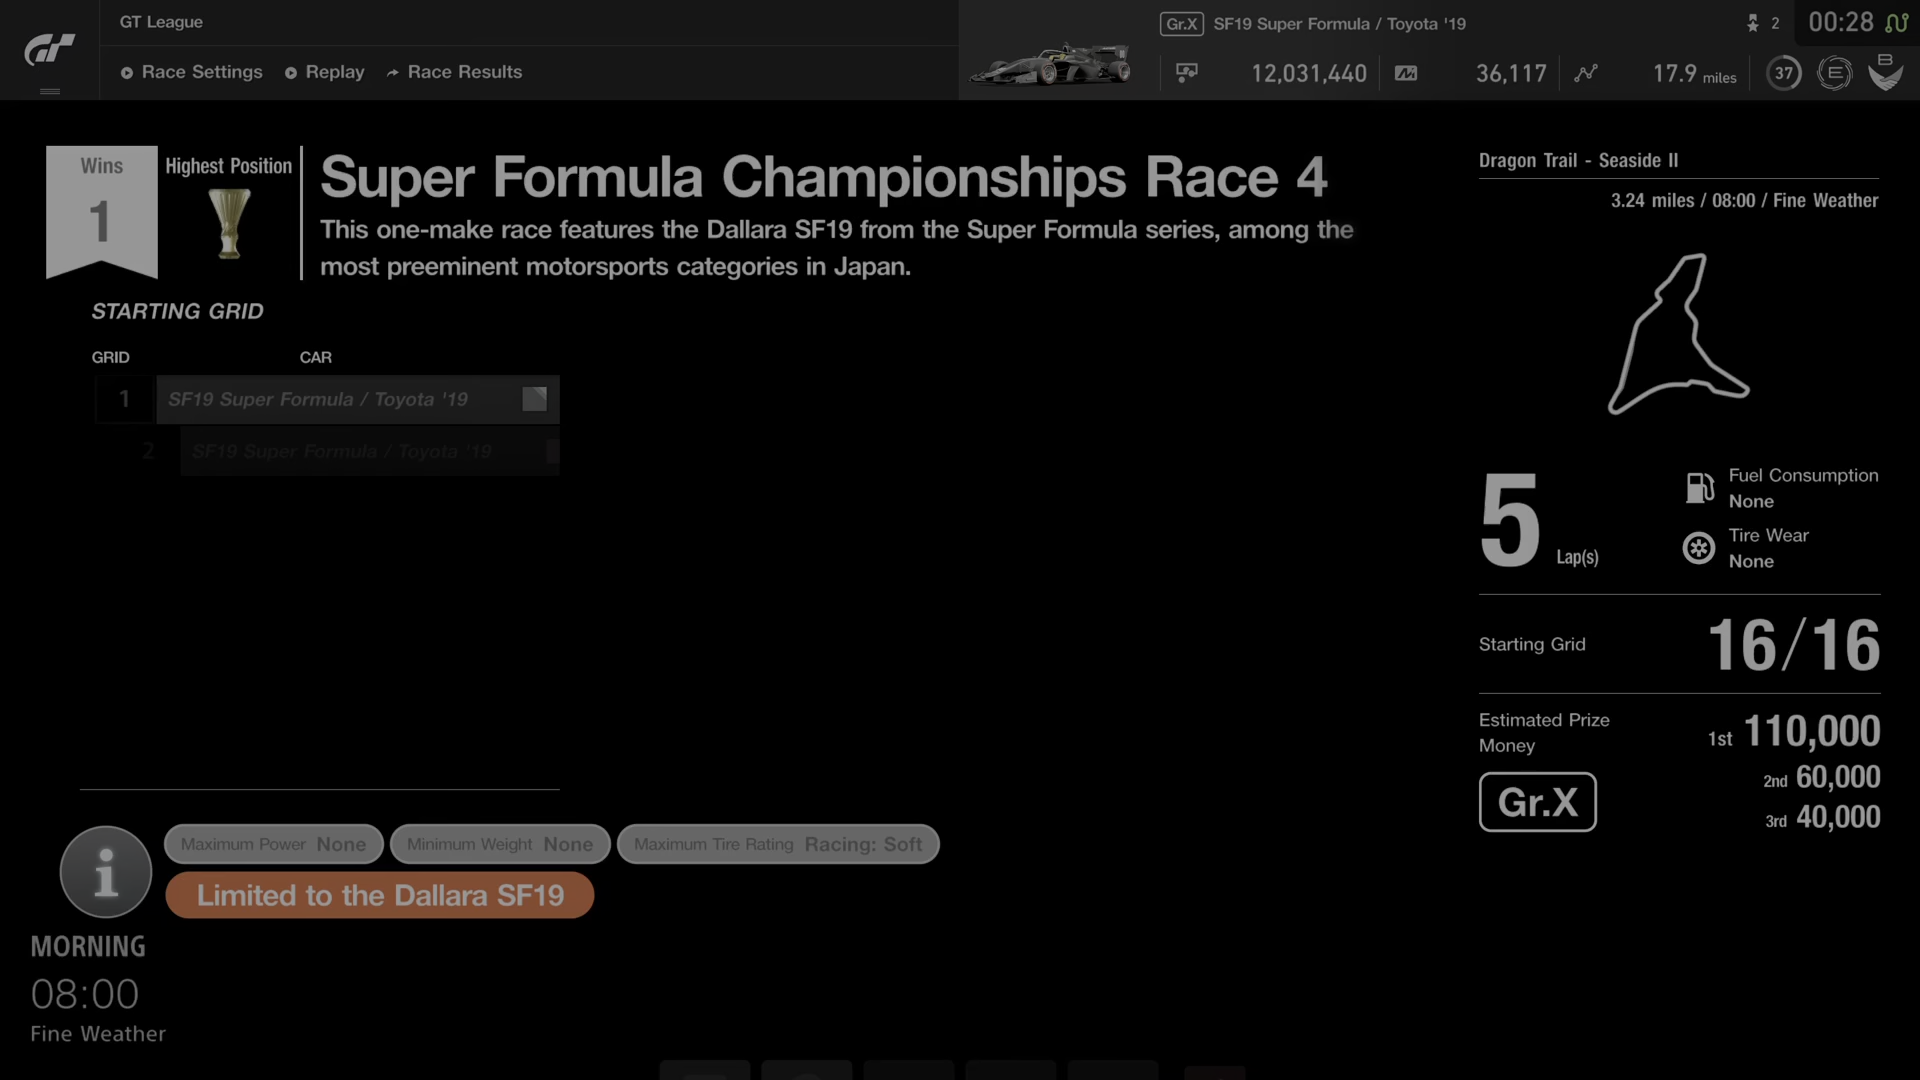 GT League
Gr.X SF19 Super Formula / Toyota '19
2
00:28
Race Settings Replay Race Results
12,031,440
36,117
17.9 miles
37
E
B
Wins
1
Highest Position
Super Formula Championships Race 4
This one-make race features the Dallara SF19 from the Super Formula series, among the
most preeminent motorsports categories in Japan.
Dragon Trail - Seaside II
3.24 miles / 08:00 / Fine Weather
STARTING GRID
GRID CAR
1 SF19 Super Formula / Toyota '19
2 SF19 Super Formula / Toyota '19
5 Lap(s)
Fuel Consumption
None
Tire Wear
None
Starting Grid 16/16
Estimated Prize
Money
1st 110,000
2nd 60,000
3rd 40,000
Gr.X
Maximum Power None
Minimum Weight None
Maximum Tire Rating Racing: Soft
Limited to the Dallara SF19
MORNING
08:00
Fine Weather